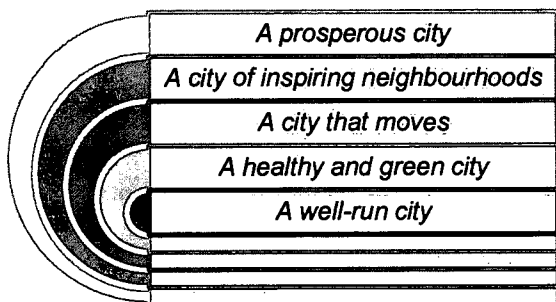 A prosperous city
A city of inspiring neighbourhoods
A city that moves
A healthy and green city
A well-run city